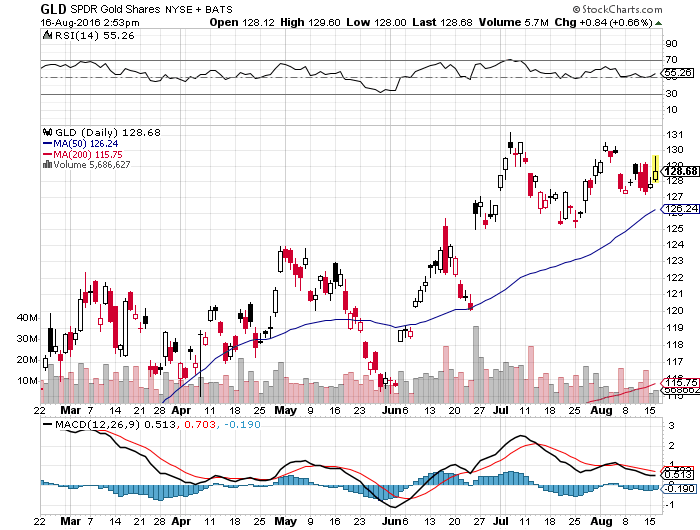 GLD SPDR Gold Shares NYSE + BATS
© StockCharts.com
16-Aug-2016 2:53pm
Open 128.12 High 129.60 Low 128.00 Last 128.68 Volume 5.7M Chg +0.84 (+0.66%)
RSI(14) 55.26
90
70
55.26
50
30
10
GLD (Daily) 128.68
MA(50) 126.24
MA(200) 115.75
Volume 5,686,627
131
130
129
128.68
128
127
126.24
126
125
124
123
122
121
120
119
118
117
116
115.75
115
40M
30M
20M
10M
22 Mar 7 14 21 28 Apr 11 18 25 May 9 16 23 Jun 6 13 20 27 Jul 11 18 25 Aug 8 15
MACD(12,26,9) 0.513, 0.703, -0.190
3
2
1
0.513
-0.190
-1
22 Mar 7 14 21 28 Apr 11 18 25 May 9 16 23 Jun 6 13 20 27 Jul 11 18 25 Aug 8 15